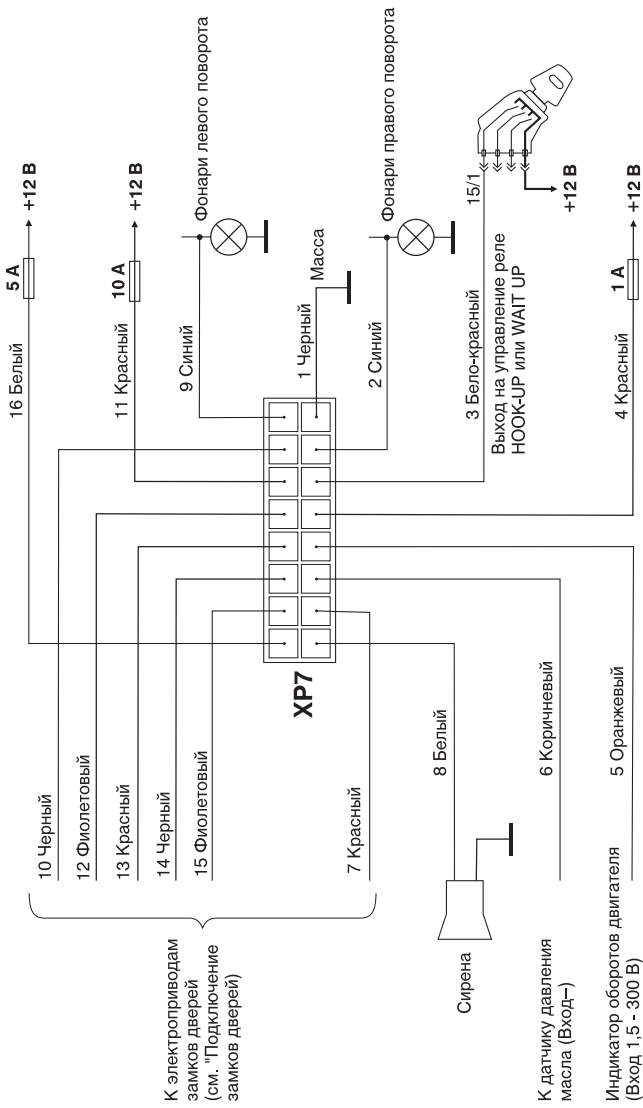 16 Белый
5 А
+12 В
11 Красный
10 А
+12 В
9 Синий
Фонари левого поворота
1 Черный
Масса
2 Синий
Фонари правого поворота
3 Бело-красный
15/1
Выход на управление реле
HOOK-UP или WAIT UP
+12 В
4 Красный
1 А
+12 В
XP7
10 Черный
12 Фиолетовый
13 Красный
14 Черный
15 Фиолетовый
7 Красный
К электроприводам
замков дверей
(см. "Подключение
замков дверей)
8 Белый
Сирена
6 Коричневый
К датчику давления
масла (Вход–)
5 Оранжевый
Индикатор оборотов двигателя
(Вход 1,5 - 300 В)